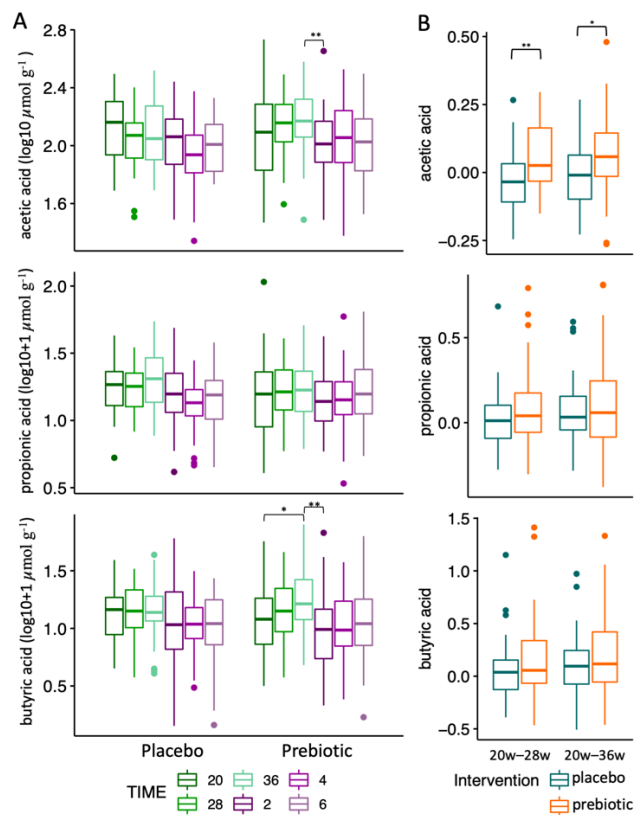 A
B
acetic acid (log10 μmol g⁻¹)
2.8
2.4
2.0
1.6
**
acetic acid
0.50
0.25
0.00
−0.25
**
*
propionic acid (log10+1 μmol g⁻¹)
2.0
1.5
1.0
0.5
propionic acid
0.5
0.0
butyric acid (log10+1 μmol g⁻¹)
1.5
1.0
0.5
*
**
butyric acid
1.5
1.0
0.5
0.0
−0.5
Placebo
Prebiotic
20w−28w
20w−36w
TIME
20
36
4
28
2
6
Intervention
placebo
prebiotic